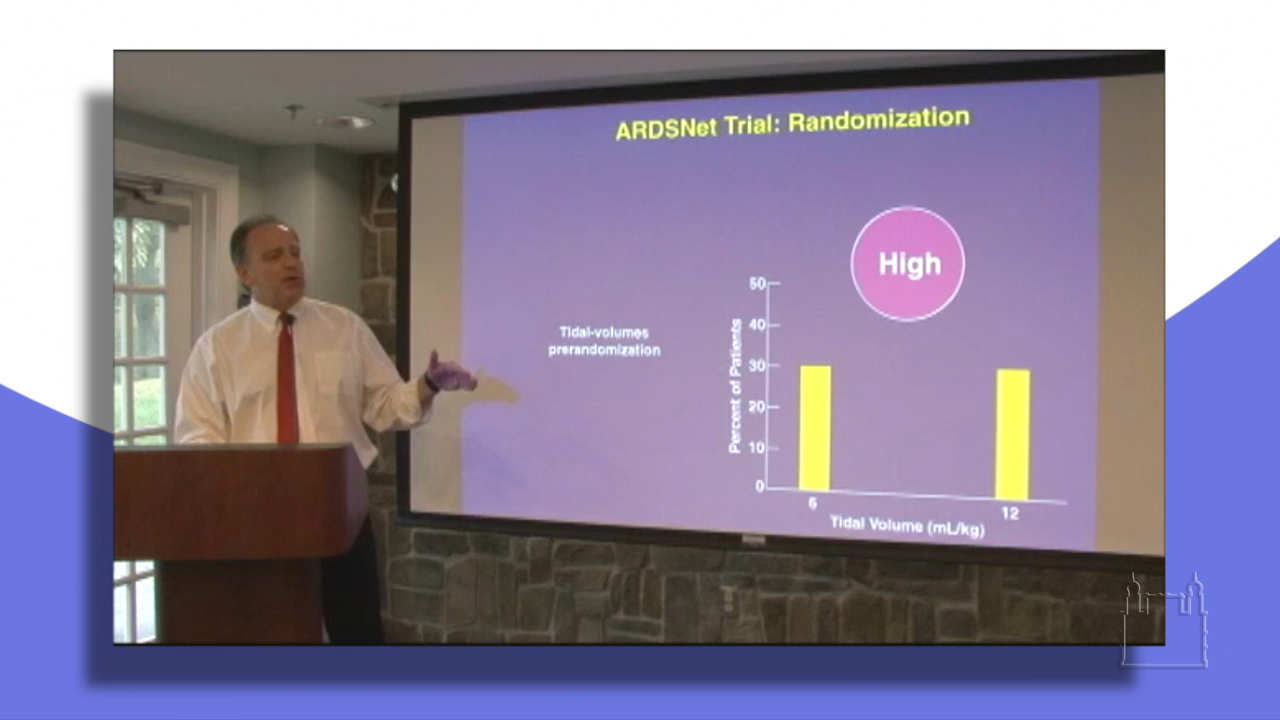 ARDSNet Trial: Randomization
High
Tidal-volumes
prerandomization
Percent of Patients
50
40
30
20
10
0
6
12
Tidal Volume (mL/kg)